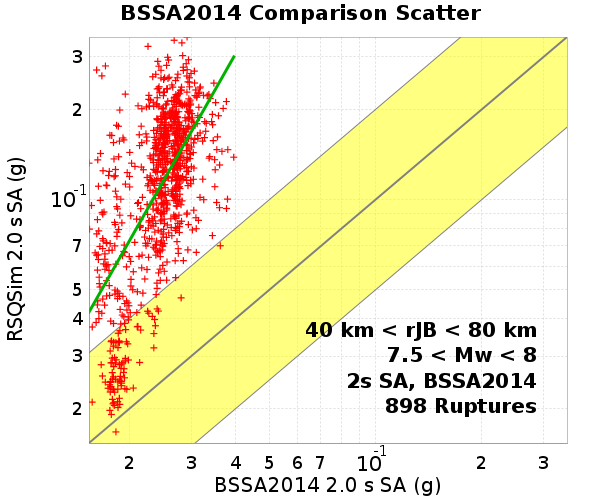 BSSA2014 Comparison Scatter
RSQSim 2.0 s SA (g)
3
2
10-1
7
5
4
3
2
40 km < rJB < 80 km
7.5 < Mw < 8
2s SA, BSSA2014
898 Ruptures
2 3 4 5 6 7 10-1 2 3
BSSA2014 2.0 s SA (g)